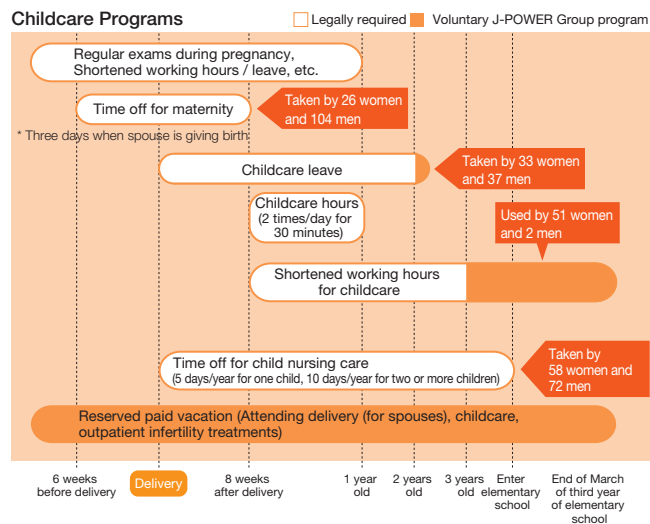 Childcare Programs
Legally required
Voluntary J-POWER Group program
Regular exams during pregnancy,
Shortened working hours / leave, etc.
Time off for maternity
Taken by 26 women
and 104 men
* Three days when spouse is giving birth
Childcare leave
Taken by 33 women
and 37 men
Childcare hours
(2 times/day for
30 minutes)
Used by 51 women
and 2 men
Shortened working hours
for childcare
Time off for child nursing care
(5 days/year for one child, 10 days/year for two or more children)
Taken by
58 women and
72 men
Reserved paid vacation (Attending delivery (for spouses), childcare,
outpatient infertility treatments)
6 weeks
before delivery
Delivery
8 weeks
after delivery
1 year
old
2 years
old
3 years
old
Enter
elementary
school
End of March
of third year
of elementary
school